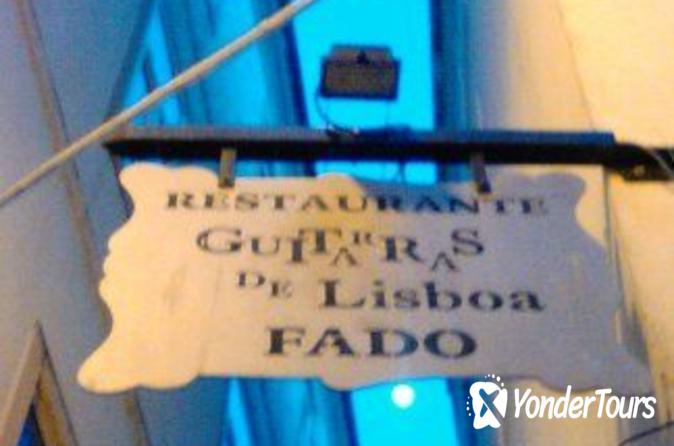 RESTAURANTE
GUITARRAS
DE Lisboa
FADO
YonderTours